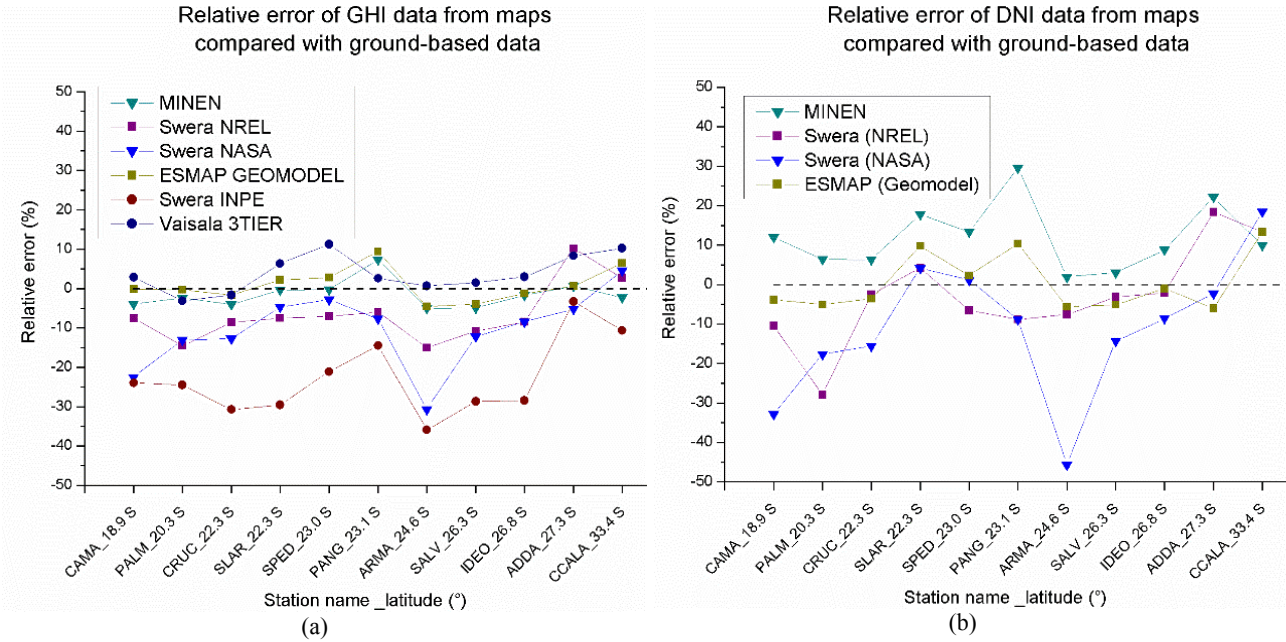 Relative error of GHI data from maps
compared with ground-based data
Relative error (%)
50
40
30
20
10
0
-10
-20
-30
-40
-50
MINEN
Swera NREL
Swera NASA
ESMAP GEOMODEL
Swera INPE
Vaisala 3TIER
CAMA_18.9 S
PALM_20.3 S
CRUC_22.3 S
SLAR_22.3 S
SPED_23.0 S
PANG_23.1 S
ARMA_24.6 S
SALV_26.3 S
IDEO_26.8 S
ADDA_27.3 S
CCALA_33.4 S
Station name _latitude (°)
(a)
Relative error of DNI data from maps
compared with ground-based data
Relative error (%)
50
40
30
20
10
0
-10
-20
-30
-40
-50
MINEN
Swera (NREL)
Swera (NASA)
ESMAP (Geomodel)
CAMA_18.9 S
PALM_20.3 S
CRUC_22.3 S
SLAR_22.3 S
SPED_23.0 S
PANG_23.1 S
ARMA_24.6 S
SALV_26.3 S
IDEO_26.8 S
ADDA_27.3 S
CCALA_33.4 S
Station name _latitude (°)
(b)